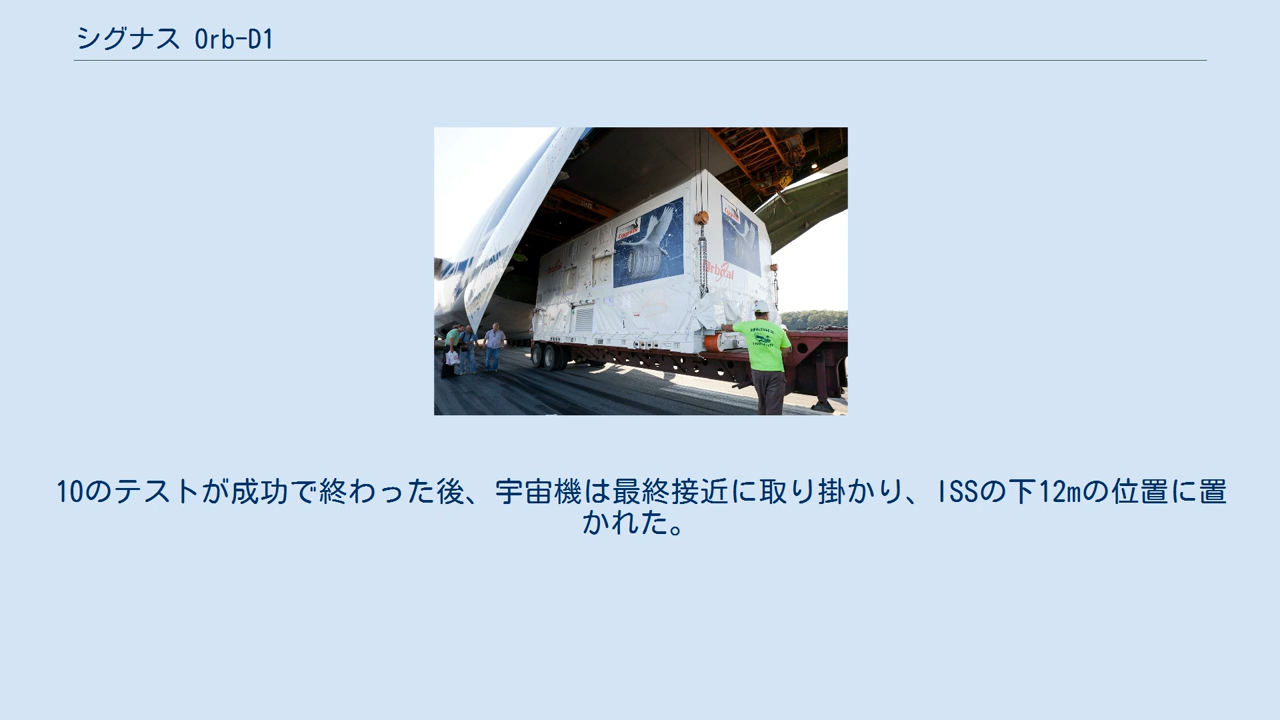 シグナス Orb-D1
Orbital
10のテストが成功で終わった後、宇宙機は最終接近に取り掛かり、ISSの下12mの位置に置
かれた。